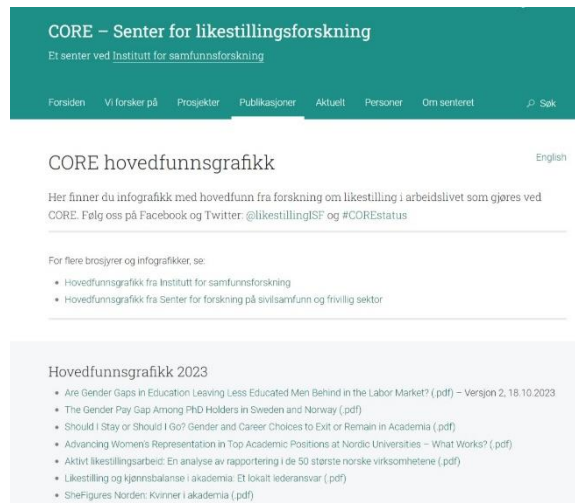 CORE – Senter for likestillingsforskning
Et senter ved Institutt for samfunnsforskning
Forsiden Vi forsker på Prosjekter Publikasjoner Aktuelt Personer Om senteret Søk
CORE hovedfunnsgrafikk
English
Her finner du infografikk med hovedfunn fra forskning om likestilling i arbeidslivet som gjøres ved
CORE. Følg oss på Facebook og Twitter: @likestillingISF og #COREstatus
For flere brosjyrer og infografikker, se:
• Hovedfunnsgrafikk fra Institutt for samfunnsforskning
• Hovedfunnsgrafikk fra Senter for forskning på sivilsamfunn og frivillig sektor
Hovedfunnsgrafikk 2023
• Are Gender Gaps in Education Leaving Less Educated Men Behind in the Labor Market? (.pdf) – Versjon 2, 18.10.2023
• The Gender Pay Gap Among PhD Holders in Sweden and Norway (.pdf)
• Should I Stay or Should I Go? Gender and Career Choices to Exit or Remain in Academia (.pdf)
• Advancing Women's Representation in Top Academic Positions at Nordic Universities – What Works? (.pdf)
• Aktivt likestillingsarbeid: En analyse av rapportering i de 50 største norske virksomhetene (.pdf)
• Likestilling og kjønnsbalanse i akademia: Et lokalt lederansvar (.pdf)
• SheFigures Norden: Kvinner i akademia (.pdf)